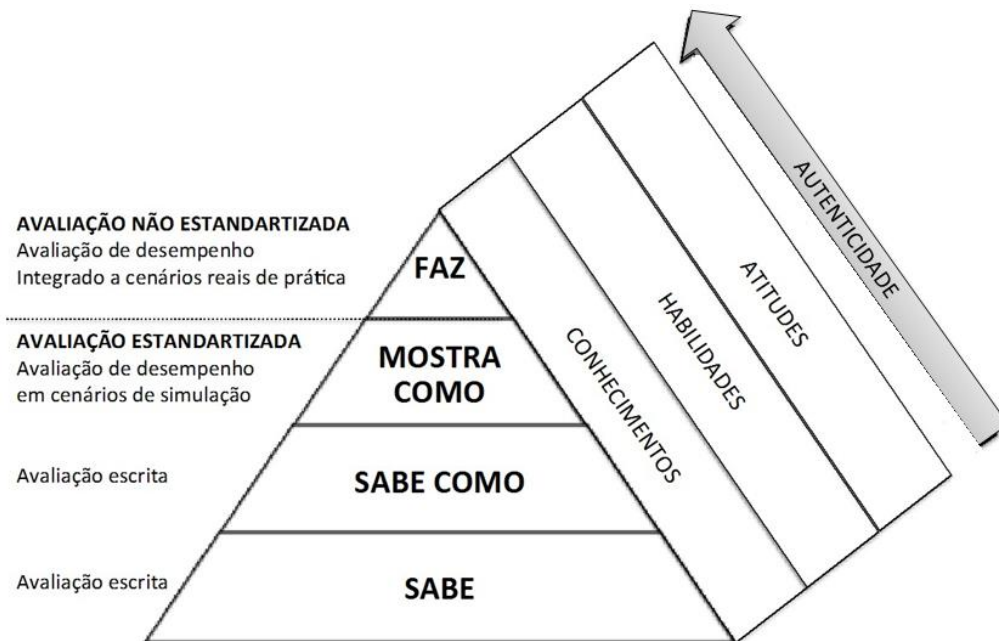 AVALIAÇÃO NÃO ESTANDARTIZADA
Avaliação de desempenho
Integrado a cenários reais de prática
FAZ
AVALIAÇÃO ESTANDARTIZADA
Avaliação de desempenho
em cenários de simulação
MOSTRA
COMO
Avaliação escrita
SABE COMO
Avaliação escrita
SABE
CONHECIMENTOS
HABILIDADES
ATITUDES
AUTENTICIDADE